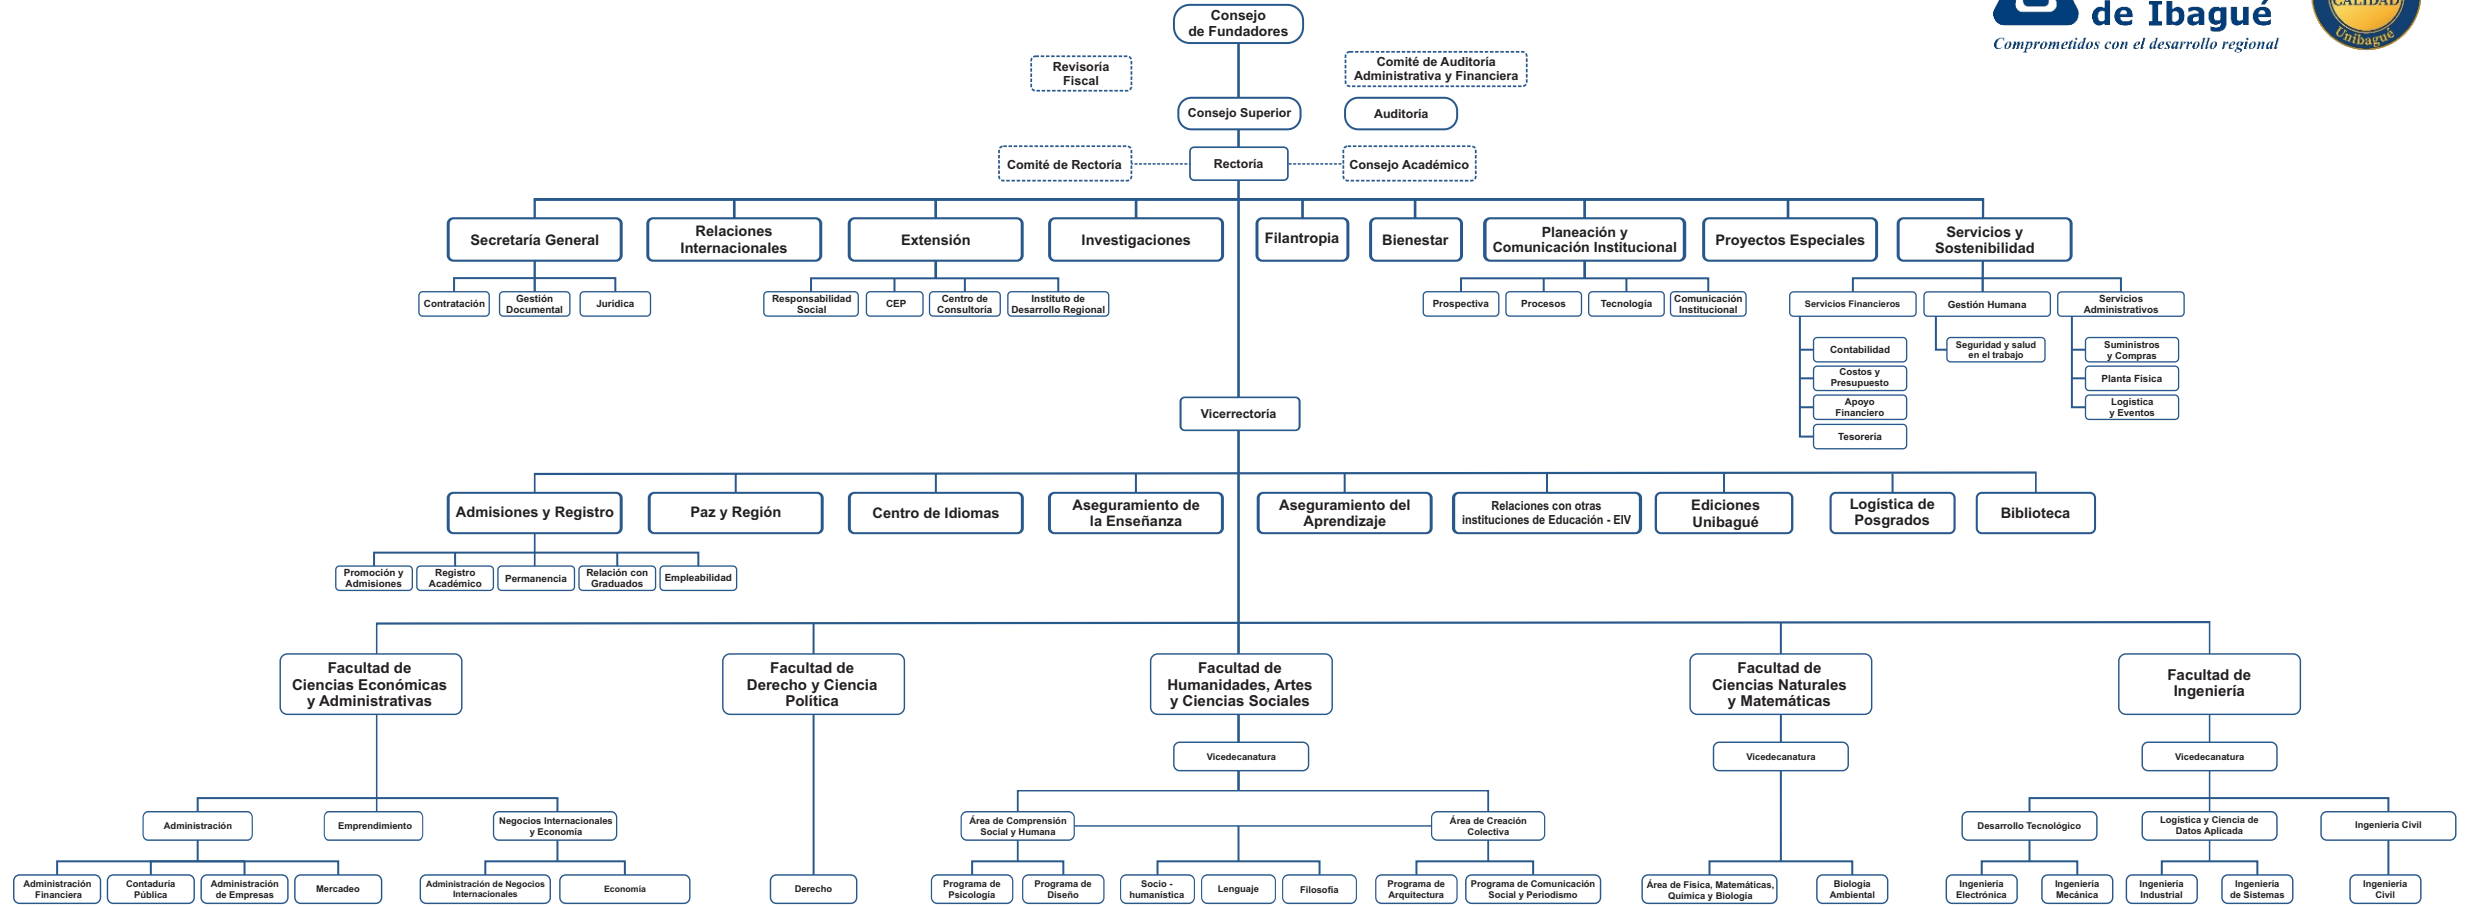 Consejo
de Fundadores
de Ibagué
Comprometidos con el desarrollo regional
CALIDAD
Unibagué
Revisoría
Fiscal
Comité de Auditoría
Administrativa y Financiera
Consejo Superior
Auditoría
Comité de Rectoría
Rectoría
Consejo Académico
Secretaría General
Relaciones
Internacionales
Extensión
Investigaciones
Filantropia
Bienestar
Planeación y
Comunicación Institucional
Proyectos Especiales
Servicios y
Sostenibilidad
Contratación
Gestión
Documental
Jurídica
Responsabilidad
Social
CEP
Centro de
Consultoría
Instituto de
Desarrollo Regional
Prospectiva
Procesos
Tecnología
Comunicación
Institucional
Servicios Financieros
Gestión Humana
Servicios
Administrativos
Contabilidad
Costos y
Presupuesto
Apoyo
Financiero
Tesorería
Seguridad y salud
en el trabajo
Suministros
y Compras
Planta Física
Logística
y Eventos
Vicerrectoría
Admisiones y Registro
Paz y Región
Centro de Idiomas
Aseguramiento de
la Enseñanza
Aseguramiento del
Aprendizaje
Relaciones con otras
instituciones de Educación - EIV
Ediciones
Unibagué
Logística de
Posgrados
Biblioteca
Promoción y
Admisiones
Registro
Académico
Permanencia
Relación con
Graduados
Empleabilidad
Facultad de
Ciencias Económicas
y Administrativas
Facultad de
Derecho y Ciencia
Política
Facultad de
Humanidades, Artes
y Ciencias Sociales
Facultad de
Ciencias Naturales
y Matemáticas
Facultad de
Ingeniería
Vicedecanatura
Vicedecanatura
Vicedecanatura
Administración
Emprendimiento
Negocios Internacionales
y Economía
Área de Comprensión
Social y Humana
Área de Creación
Colectiva
Desarrollo Tecnológico
Logística y Ciencia de
Datos Aplicada
Ingeniería Civil
Administración
Financiera
Contaduría
Pública
Administración
de Empresas
Mercadeo
Administración de Negocios
Internacionales
Economía
Derecho
Programa de
Psicología
Programa de
Diseño
Socio -
humanística
Lenguaje
Filosofía
Programa de
Arquitectura
Programa de Comunicación
Social y Periodismo
Área de Física, Matemáticas,
Química y Biología
Biología
Ambiental
Ingeniería
Electrónica
Ingeniería
Mecánica
Ingeniería
Industrial
Ingeniería
de Sistemas
Ingeniería
Civil